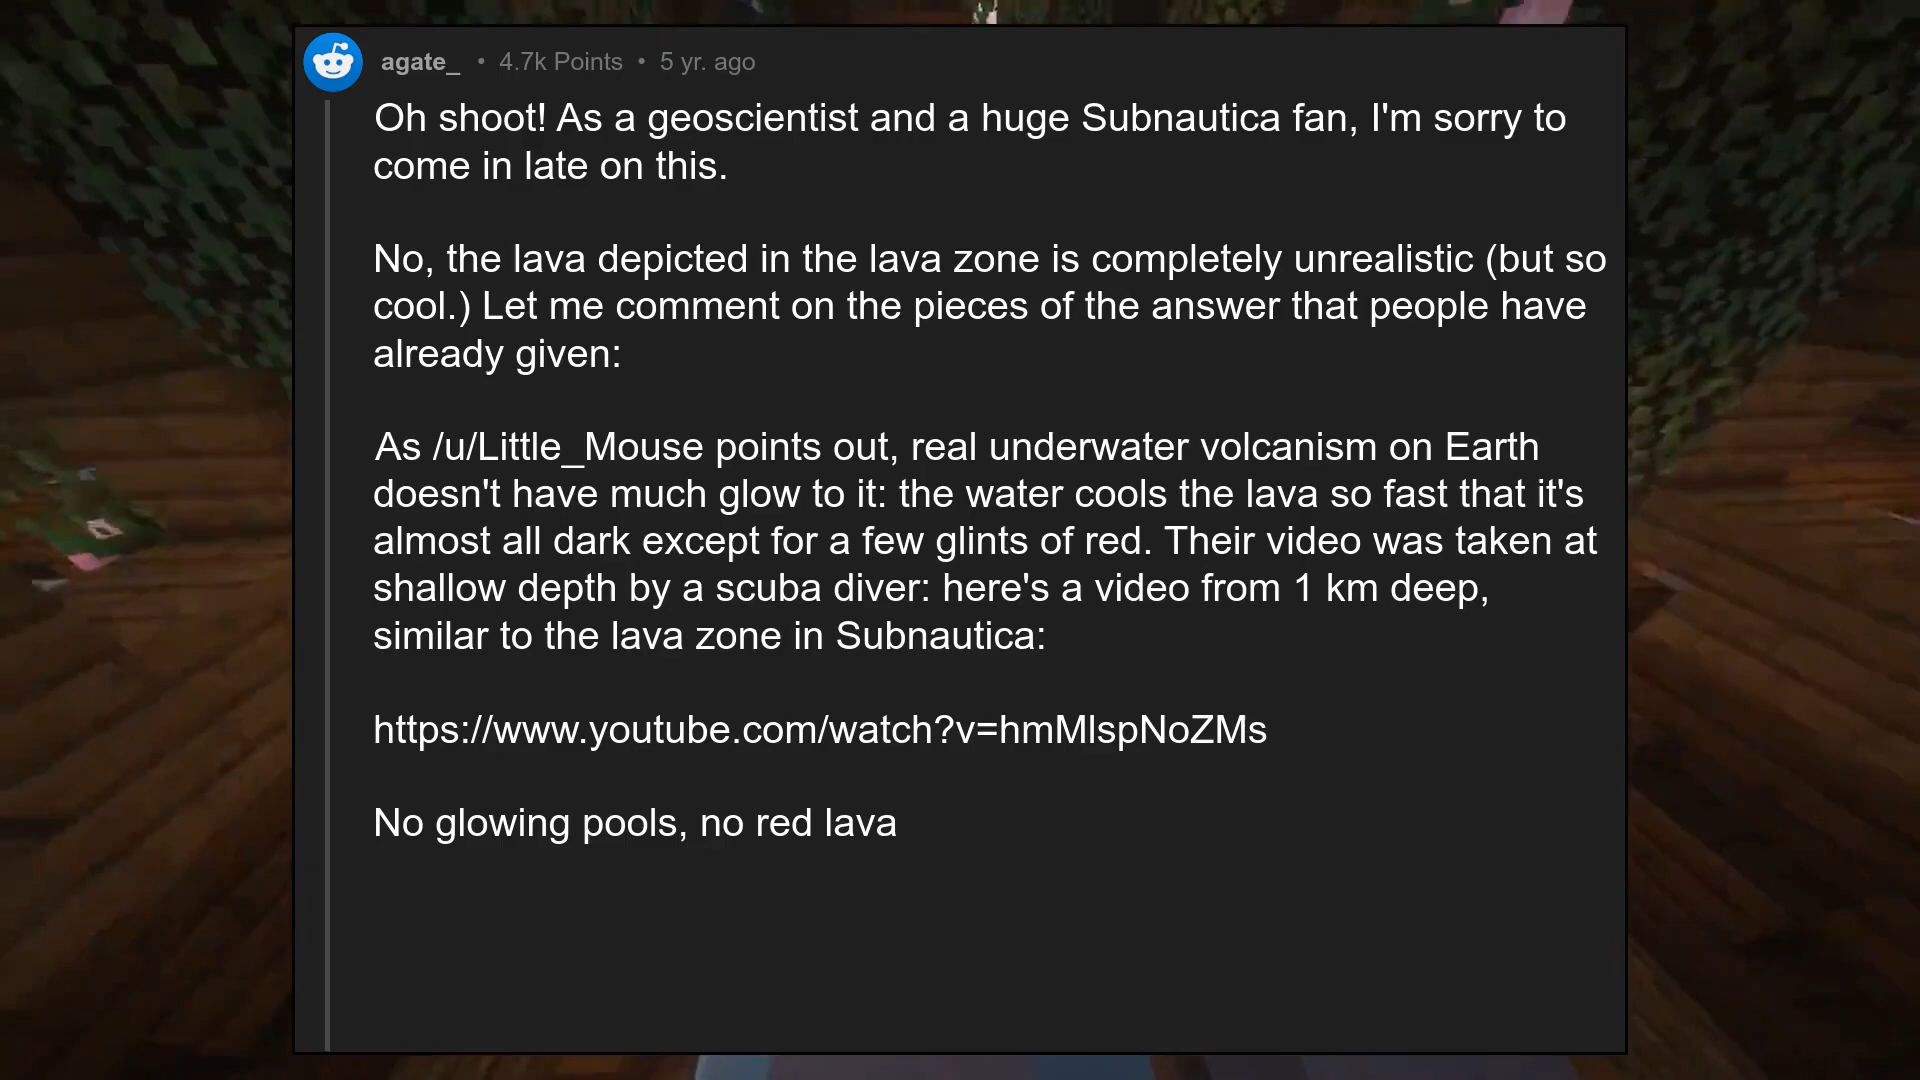 agate_ • 4.7k Points • 5 yr. ago
Oh shoot! As a geoscientist and a huge Subnautica fan, I'm sorry to
come in late on this.
No, the lava depicted in the lava zone is completely unrealistic (but so
cool.) Let me comment on the pieces of the answer that people have
already given:
As /u/Little_Mouse points out, real underwater volcanism on Earth
doesn't have much glow to it: the water cools the lava so fast that it's
almost all dark except for a few glints of red. Their video was taken at
shallow depth by a scuba diver: here's a video from 1 km deep,
similar to the lava zone in Subnautica:
https://www.youtube.com/watch?v=hmMlspNoZMs
No glowing pools, no red lava